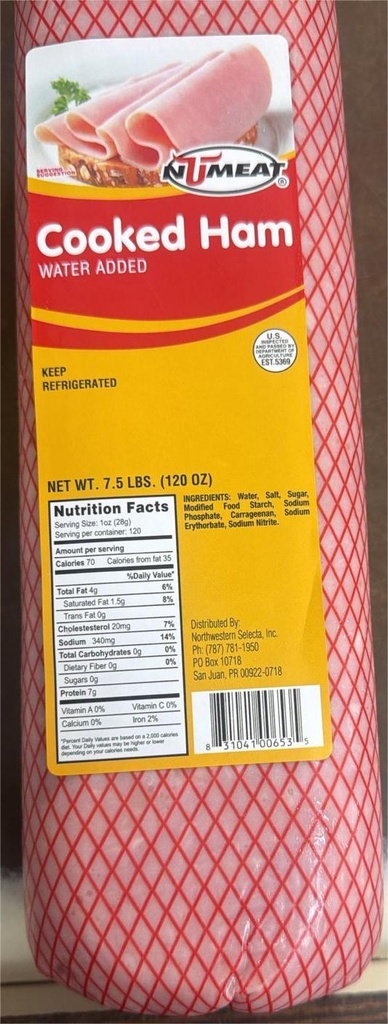 SERVING
SUGGESTION
NUTMEAT®
Cooked Ham
WATER ADDED
U.S.
INSPECTED
AND PASSED BY
DEPARTMENT OF
AGRICULTURE
EST.5369
KEEP
REFRIGERATED
NET WT. 7.5 LBS. (120 OZ)
Nutrition Facts
Serving Size: 1oz (28g)
Serving per container: 120
Amount per serving
Calories 70 Calories from fat 35
%Daily Value*
Total Fat 4g 6%
Saturated Fat 1.5g 8%
Trans Fat 0g
Cholestesterol 20mg 7%
Sodium 340mg 14%
Total Carbohydrates 0g 0%
Dietary Fiber 0g 0%
Sugars 0g
Protein 7g
Vitamin A 0% Vitamin C 0%
Calcium 0% Iron 2%
*Percent Daily Values are based on a 2,000 calories
diet. Your Daily values may be higher or lower
depending on your calories needs.
INGREDIENTS: Water, Salt, Sugar,
Modified Food Starch, Sodium
Phosphate, Carrageenan, Sodium
Erythorbate, Sodium Nitrite.
Distributed By:
Northwestern Selecta, Inc.
Ph: (787) 781-1950
PO Box 10718
San Juan, PR 00922-0718
8 31041 00653 5